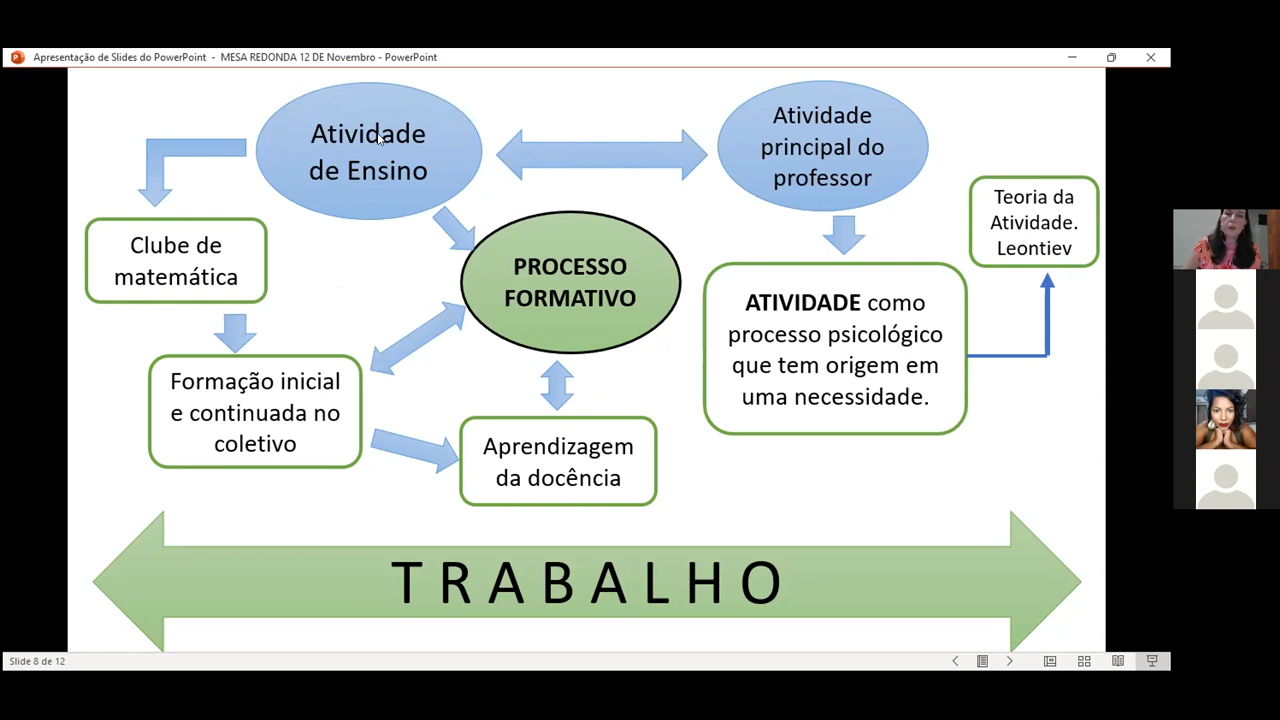 Apresentação de Slides do PowerPoint - MESA REDONDA 12 DE Novembro - PowerPoint
Atividade
de Ensino
Atividade
principal do
professor
Teoria da
Atividade.
Leontiev
Clube de
matemática
PROCESSO
FORMATIVO
ATIVIDADE como
processo psicológico
que tem origem em
uma necessidade.
Formação inicial
e continuada no
coletivo
Aprendizagem
da docência
T R A B A L H O
Slide 8 de 12